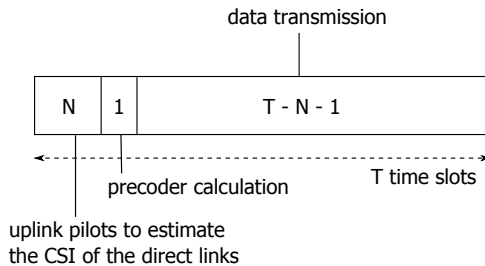 data transmission
N 1 T - N - 1
T time slots
precoder calculation
uplink pilots to estimate
the CSI of the direct links